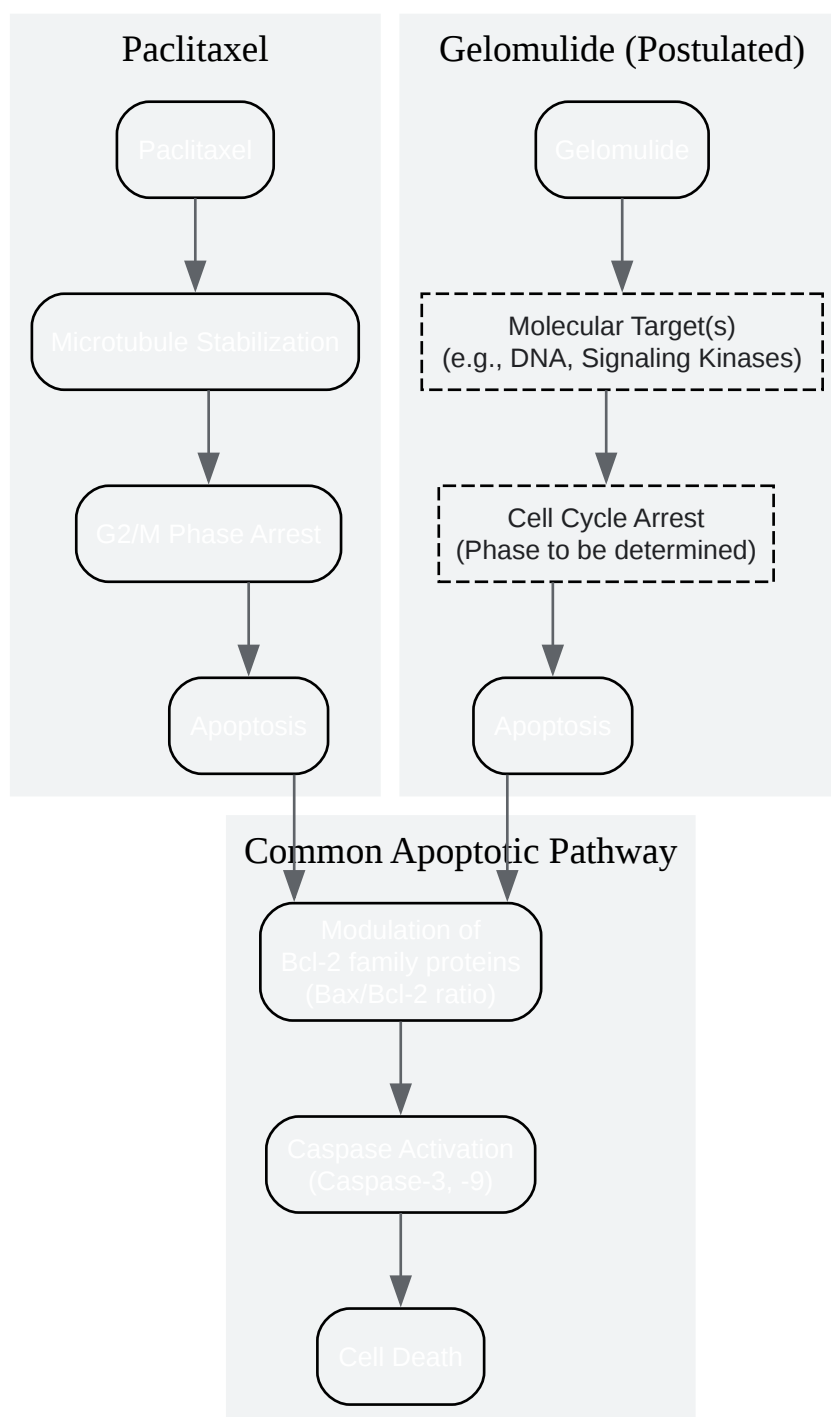 Paclitaxel
Paclitaxel
Microtubule Stabilization
G2/M Phase Arrest
Apoptosis
Gelomulide (Postulated)
Gelomulide
Molecular Target(s)
(e.g., DNA, Signaling Kinases)
Cell Cycle Arrest
(Phase to be determined)
Apoptosis
Common Apoptotic Pathway
Modulation of
Bcl-2 family proteins
(Bax/Bcl-2 ratio)
Caspase Activation
(Caspase-3, -9)
Cell Death